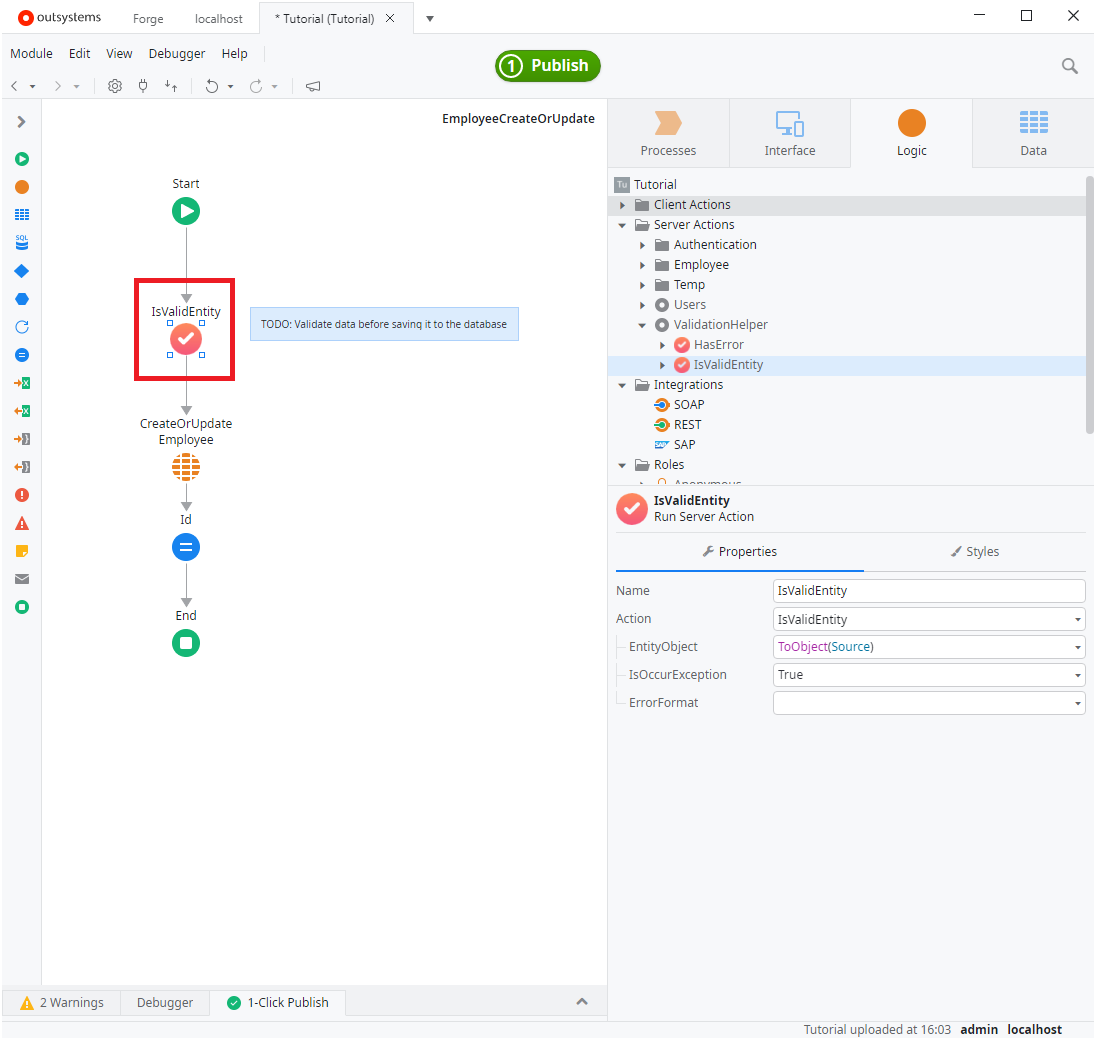 outsystems
Forge
localhost
* Tutorial (Tutorial)
Module Edit View Debugger Help
1 Publish
EmployeeCreateOrUpdate
Start
IsValidEntity
TODO: Validate data before saving it to the database
CreateOrUpdate
Employee
Id
End
SQL
Processes
Interface
Logic
Data
Tu Tutorial
Client Actions
Server Actions
Authentication
Employee
Temp
Users
ValidationHelper
HasError
IsValidEntity
Integrations
SOAP
REST
SAP SAP
Roles
Anonymous
IsValidEntity
Run Server Action
Properties
Styles
Name IsValidEntity
Action IsValidEntity
EntityObject ToObject(Source)
IsOccurException True
ErrorFormat
2 Warnings
Debugger
1-Click Publish
Tutorial uploaded at 16:03 admin localhost